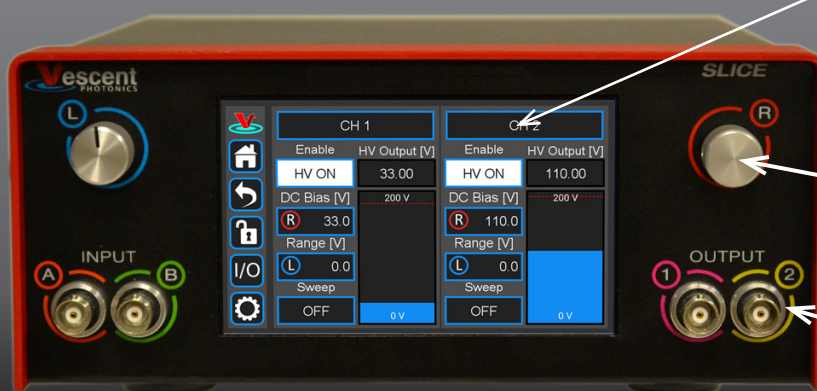 Vescent
PHOTONICS
SLICE
L
R
CH 1
CH 2
Enable
HV Output [V]
Enable
HV Output [V]
HV ON
33.00
HV ON
110.00
DC Bias [V]
200 V
DC Bias [V]
200 V
R 33.0
R 110.0
Range [V]
Range [V]
L 0.0
L 0.0
I/O
Sweep
Sweep
OFF
0 V
OFF
0 V
INPUT
A
B
OUTPUT
1
2